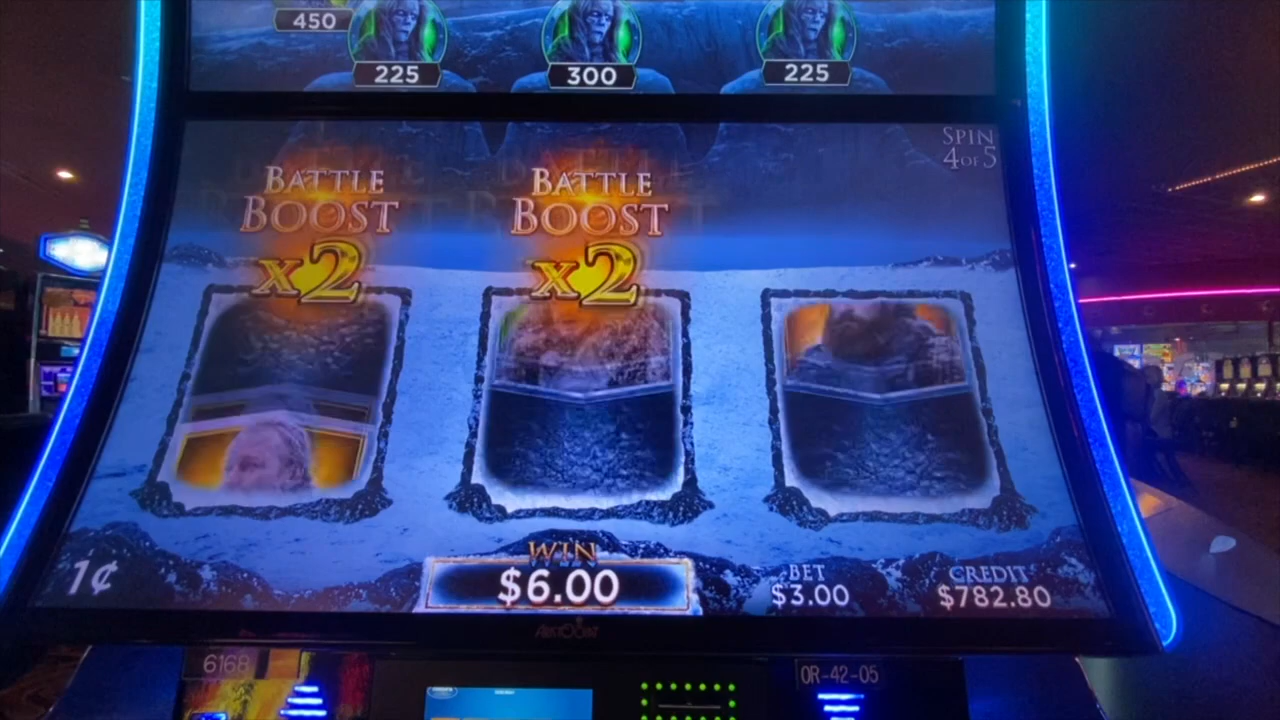 450
225
300
225
SPIN
4 OF 5
BATTLE
BOOST
x2
BATTLE
BOOST
x2
WIN
$6.00
1¢
BET
$3.00
CREDIT
$782.80
ARISTOCRAT
6168
OR-42-05